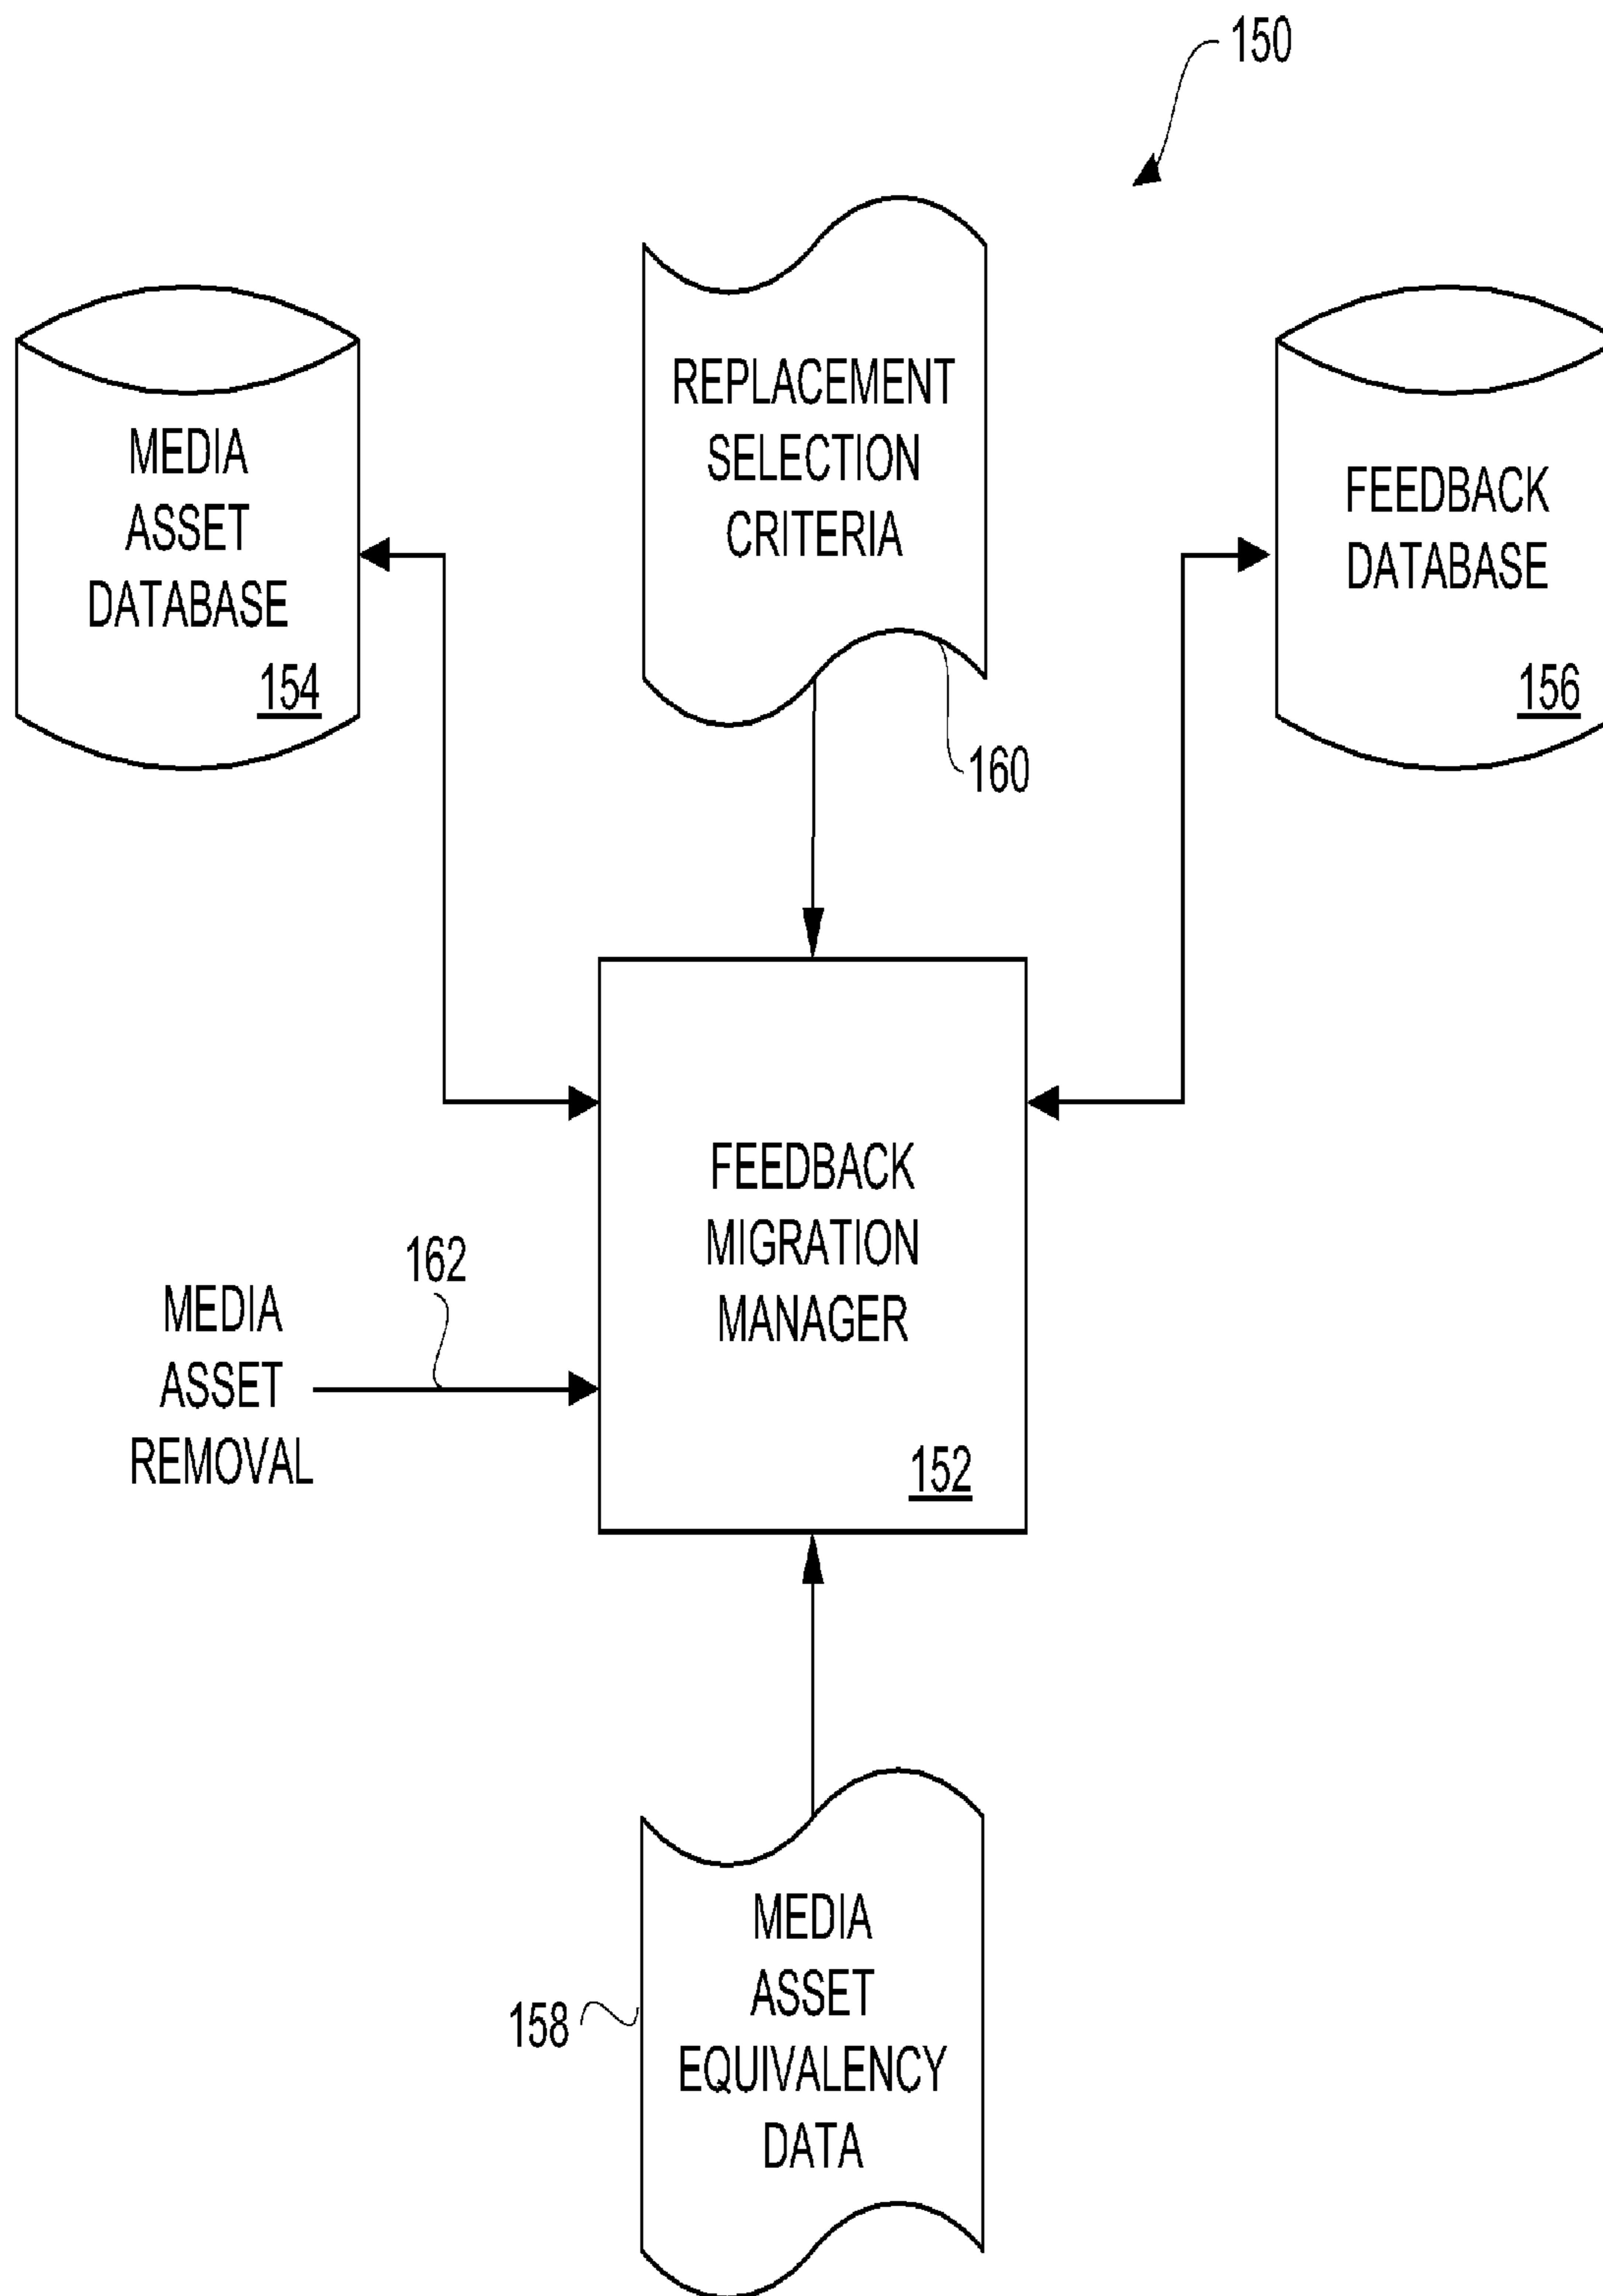 150
REPLACEMENT
SELECTION
CRITERIA
160
MEDIA
ASSET
DATABASE
154
FEEDBACK
DATABASE
156
FEEDBACK
MIGRATION
MANAGER
152
162
MEDIA
ASSET
REMOVAL
158
MEDIA
ASSET
EQUIVALENCY
DATA